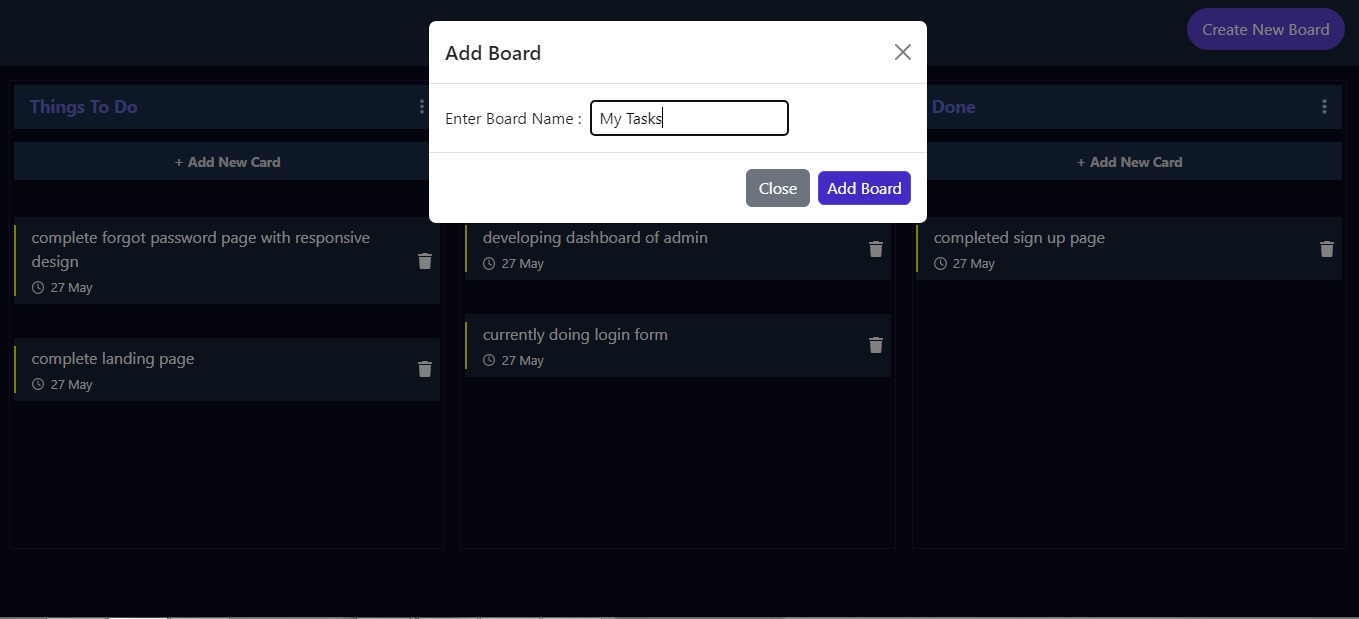 Create New Board
Add Board
Enter Board Name :
My Tasks
Close
Add Board
Things To Do
+ Add New Card
complete forgot password page with responsive
design
27 May
complete landing page
27 May
developing dashboard of admin
27 May
currently doing login form
27 May
Done
+ Add New Card
completed sign up page
27 May